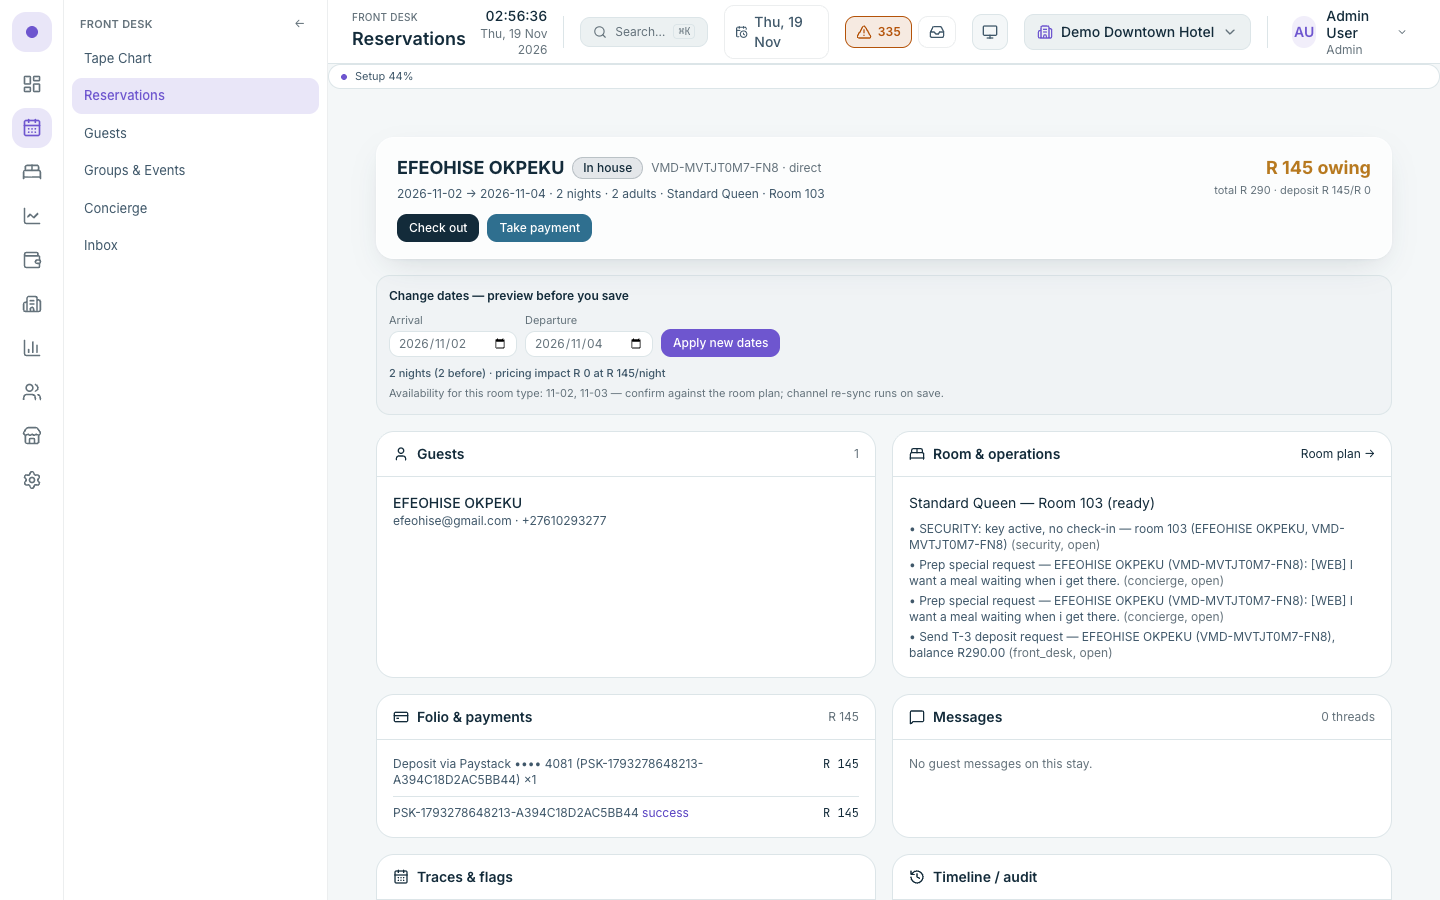 FRONT DESK
Tape Chart
Reservations
Guests
Groups & Events
Concierge
Inbox
FRONT DESK
Reservations
02:56:36
Thu, 19 Nov
2026
Search...
⌘K
Thu, 19
Nov
335
Demo Downtown Hotel
AU
Admin
User
Admin
Setup 44%
EFEOHISE OKPEKU In house VMD-MVTJT0M7-FN8 · direct
R 145 owing
2026-11-02 → 2026-11-04 · 2 nights · 2 adults · Standard Queen · Room 103
total R 290 · deposit R 145/R 0
Check out
Take payment
Change dates — preview before you save
Arrival
Departure
2026/11/02
2026/11/04
Apply new dates
2 nights (2 before) · pricing impact R 0 at R 145/night
Availability for this room type: 11-02, 11-03 — confirm against the room plan; channel re-sync runs on save.
Guests
1
EFEOHISE OKPEKU
efeohise@gmail.com · +27610293277
Room & operations
Room plan →
Standard Queen — Room 103 (ready)
• SECURITY: key active, no check-in — room 103 (EFEOHISE OKPEKU, VMD-
MVTJT0M7-FN8) (security, open)
• Prep special request — EFEOHISE OKPEKU (VMD-MVTJT0M7-FN8): [WEB] I
want a meal waiting when i get there. (concierge, open)
• Prep special request — EFEOHISE OKPEKU (VMD-MVTJT0M7-FN8): [WEB] I
want a meal waiting when i get there. (concierge, open)
• Send T-3 deposit request — EFEOHISE OKPEKU (VMD-MVTJT0M7-FN8),
balance R290.00 (front_desk, open)
Folio & payments
R 145
Deposit via Paystack •••• 4081 (PSK-1793278648213-
A394C18D2AC5BB44) ×1
R 145
PSK-1793278648213-A394C18D2AC5BB44 success
R 145
Messages
0 threads
No guest messages on this stay.
Traces & flags
Timeline / audit